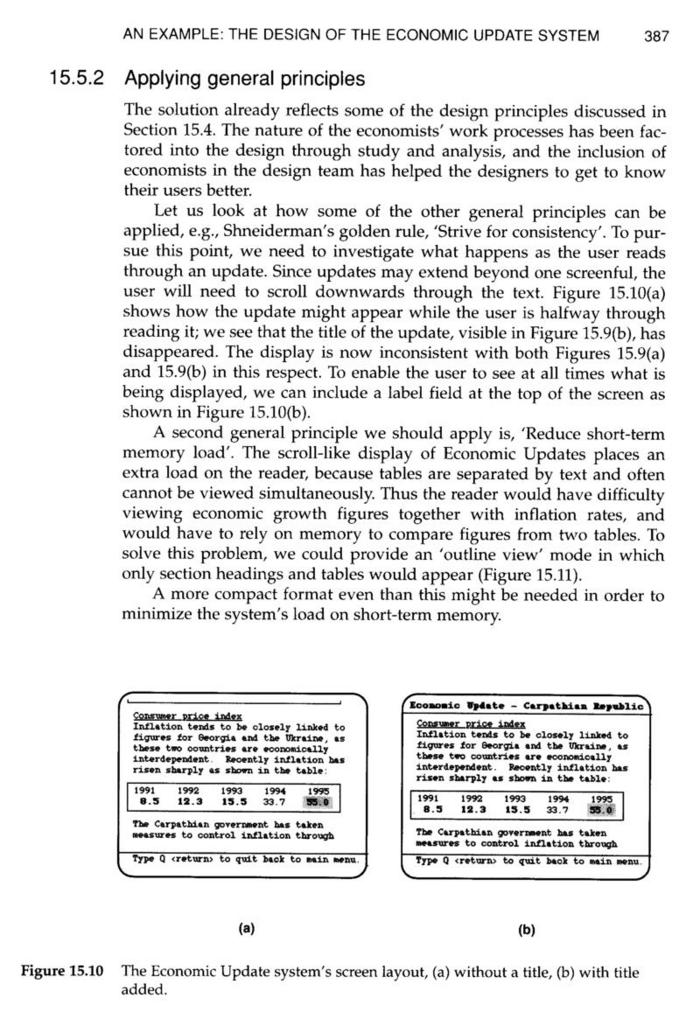 AN EXAMPLE: THE DESIGN OF THE ECONOMIC UPDATE SYSTEM 387
15.5.2 Applying general principles
The solution already reflects some of the design principles discussed in
Section 15.4. The nature of the economists' work processes has been fac-
tored into the design through study and analysis, and the inclusion of
economists in the design team has helped the designers to get to know
their users better.
Let us look at how some of the other general principles can be
applied, e.g., Shneiderman's golden rule, 'Strive for consistency'. To pur-
sue this point, we need to investigate what happens as the user reads
through an update. Since updates may extend beyond one screenful, the
user will need to scroll downwards through the text. Figure 15.10(a)
shows how the update might appear while the user is halfway through
reading it; we see that the title of the update, visible in Figure 15.9(b), has
disappeared. The display is now inconsistent with both Figures 15.9(a)
and 15.9(b) in this respect. To enable the user to see at all times what is
being displayed, we can include a label field at the top of the screen as
shown in Figure 15.10(b).
A second general principle we should apply is, 'Reduce short-term
memory load'. The scroll-like display of Economic Updates places an
extra load on the reader, because tables are separated by text and often
cannot be viewed simultaneously. Thus the reader would have difficulty
viewing economic growth figures together with inflation rates, and
would have to rely on memory to compare figures from two tables. To
solve this problem, we could provide an 'outline view' mode in which
only section headings and tables would appear (Figure 15.11).
A more compact format even than this might be needed in order to
minimize the system's load on short-term memory.
Consumer price index
Inflation tends to be closely linked to
figures for Georgia and the Ukraine, as
these two countries are economically
interdependent. Recently inflation has
risen sharply as shown in the table:
1991 1992 1993 1994 1995
8.5 12.3 15.5 33.7 55.0
The Carpathian government has taken
measures to control inflation through
Type Q <return> to quit back to main menu.
(a)
Economic Update - Carpathian Republic
Consumer price index
Inflation tends to be closely linked to
figures for Georgia and the Ukraine, as
these two countries are economically
interdependent. Recently inflation has
risen sharply as shown in the table:
1991 1992 1993 1994 1995
8.5 12.3 15.5 33.7 55.0
The Carpathian government has taken
measures to control inflation through
Type Q <return> to quit back to main menu.
(b)
Figure 15.10 The Economic Update system's screen layout, (a) without a title, (b) with title
added.